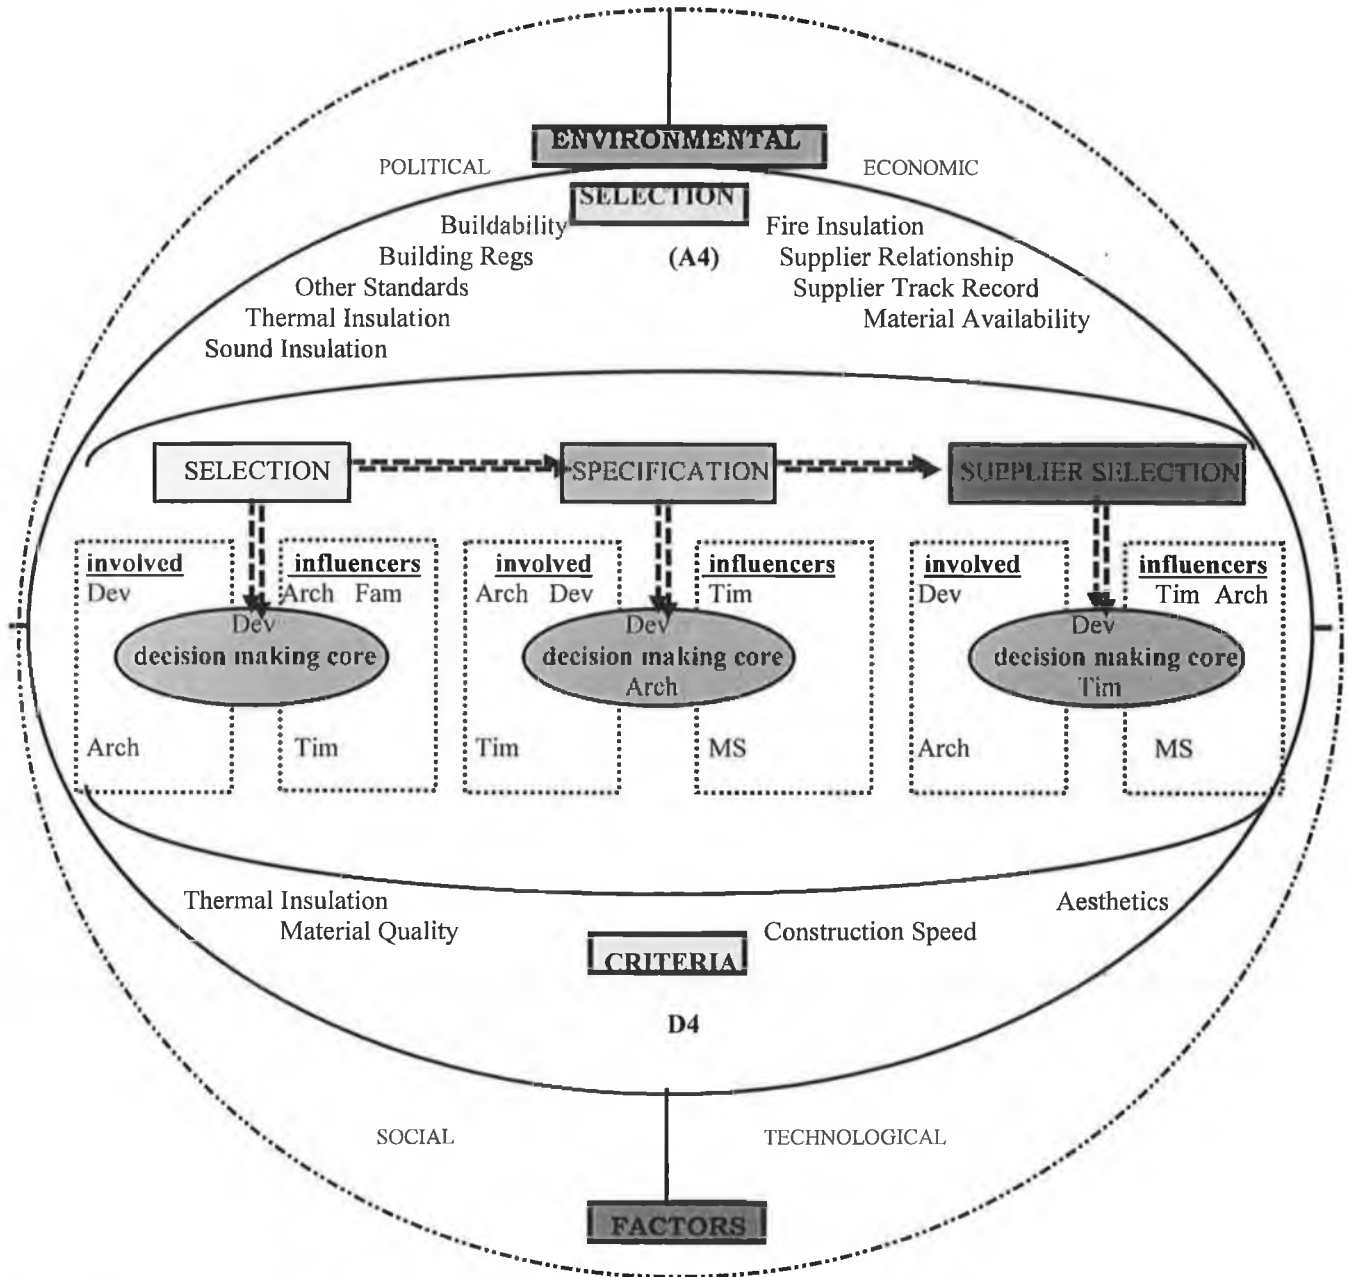 ENVIRONMENTAL
POLITICAL ECONOMIC
SELECTION
Buildability Fire Insulation
Building Regs (A4) Supplier Relationship
Other Standards Supplier Track Record
Thermal Insulation Material Availability
Sound Insulation
SELECTION SPECIFICATION SUPPLIER SELECTION
involved influencers involved influencers involved influencers
Dev Arch Fam Arch Dev Tim Dev Tim Arch
Dev Dev Dev
decision making core decision making core decision making core
Arch Tim
Arch Tim Tim MS Arch MS
Thermal Insulation Aesthetics
Material Quality Construction Speed
CRITERIA
D4
SOCIAL TECHNOLOGICAL
FACTORS